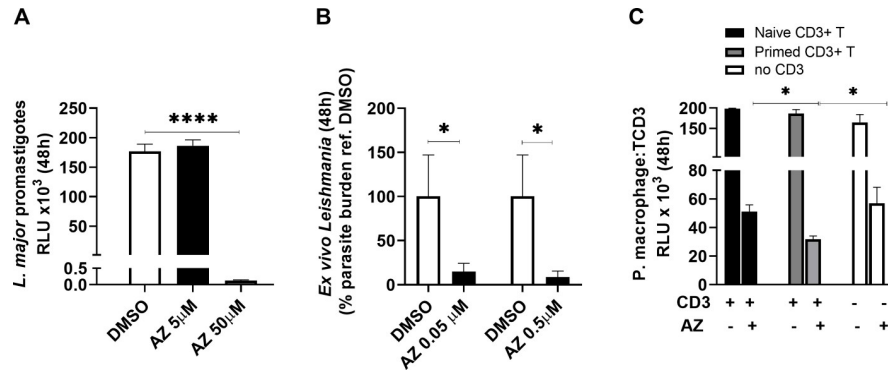 A
L. major promastigotes
RLU x10³ (48h)
250
200
150
100
50
0.5
0.0
****
DMSO
AZ 5µM
AZ 50µM
B
Ex vivo Leishmania (48h)
(% parasite burden ref. DMSO)
200
150
100
50
0
*
*
DMSO
AZ 0.05 µM
DMSO
AZ 0.5µM
C
Naive CD3+ T
Primed CD3+ T
no CD3
P. macrophage:TCD3
RLU x 10³ (48h)
200
150
80
60
40
20
0
*
*
CD3 + + + + - -
AZ - + - + - +